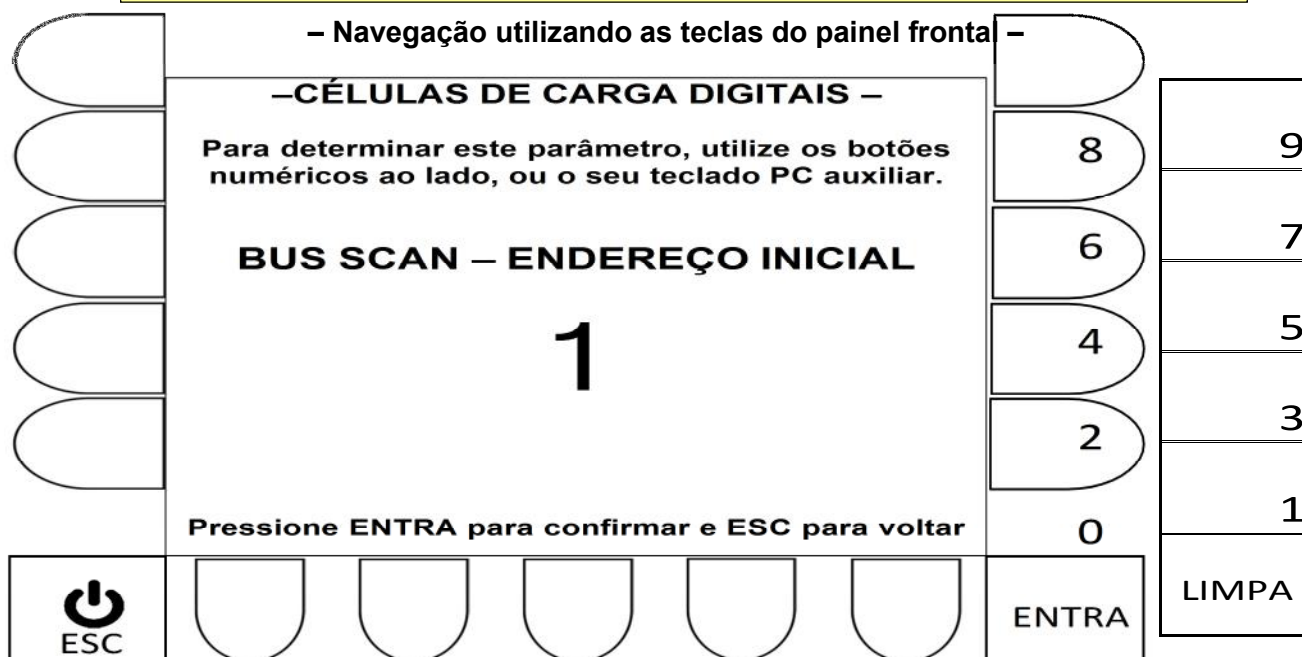 – Navegação utilizando as teclas do painel frontal –
–CÉLULAS DE CARGA DIGITAIS –
Para determinar este parâmetro, utilize os botões
numéricos ao lado, ou o seu teclado PC auxiliar.
8
9
BUS SCAN – ENDEREÇO INICIAL
6
7
1
4
5
2
3
Pressione ENTRA para confirmar e ESC para voltar
0
1
ESC
ENTRA
LIMPA